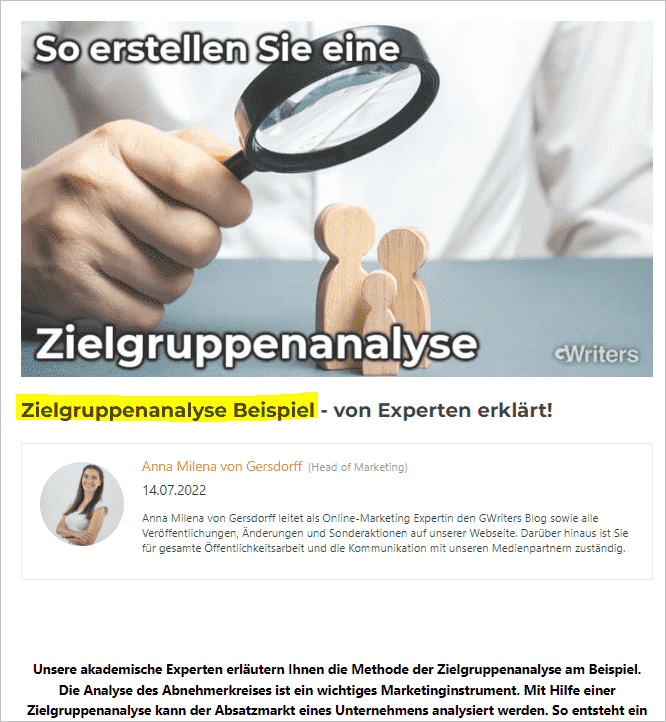 So erstellen Sie eine
Zielgruppenanalyse
GWriters
Zielgruppenanalyse Beispiel - von Experten erklärt!
Anna Milena von Gersdorff (Head of Marketing)
14.07.2022
Anna Milena von Gersdorff leitet als Online-Marketing Expertin den GWriters Blog sowie alle
Veröffentlichungen, Änderungen und Sonderaktionen auf unserer Webseite. Darüber hinaus ist Sie
für gesamte Öffentlichkeitsarbeit und die Kommunikation mit unseren Medienpartnern zuständig.
Unsere akademische Experten erläutern Ihnen die Methode der Zielgruppenanalyse am Beispiel.
Die Analyse des Abnehmerkreises ist ein wichtiges Marketinginstrument. Mit Hilfe einer
Zielgruppenanalyse kann der Absatzmarkt eines Unternehmens analysiert werden. So entsteht ein